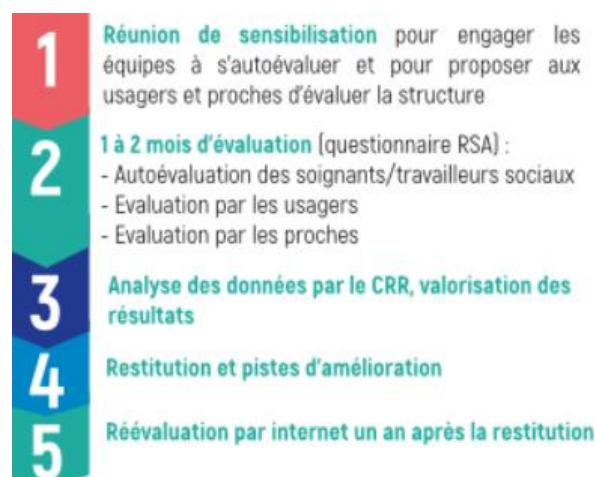 1
Réunion de sensibilisation pour engager les
équipes à s'autoévaluer et pour proposer aux
usagers et proches d'évaluer la structure
2
1 à 2 mois d'évaluation (questionnaire RSA) :
- Autoévaluation des soignants/travailleurs sociaux
- Evaluation par les usagers
- Evaluation par les proches
3
Analyse des données par le CRR, valorisation des
résultats
4
Restitution et pistes d'amélioration
5
Réévaluation par internet un an après la restitution